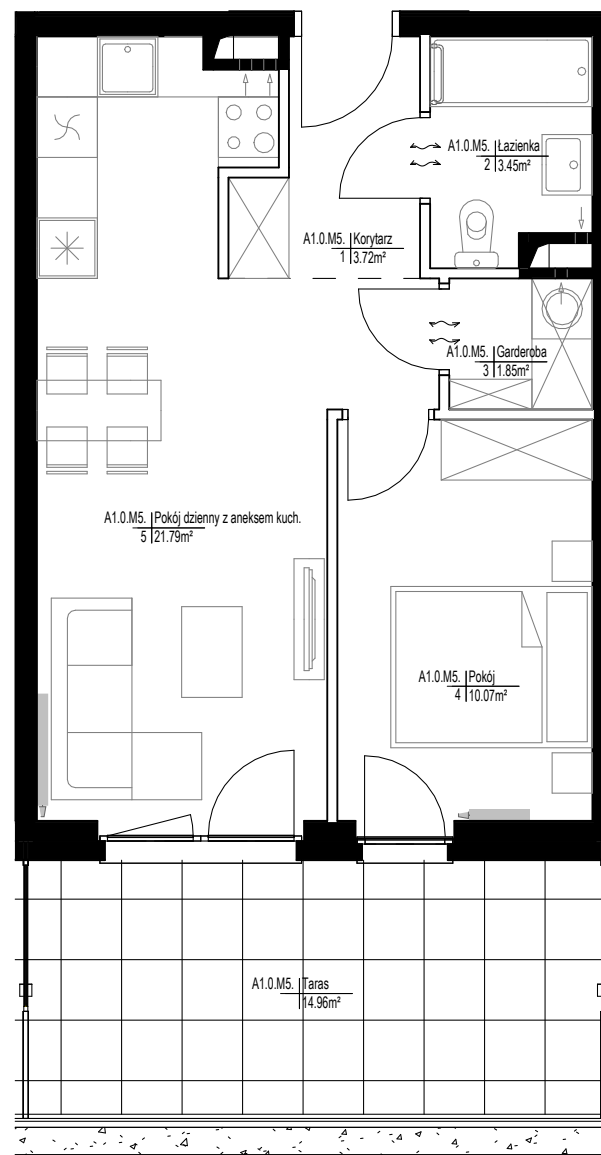 A1.0.M5. Łazienka
2 3.45m²
A1.0.M5. Korytarz
1 3.72m²
A1.0.M5. Garderoba
3 1.85m²
A1.0.M5. Pokój dzienny z aneksem kuch.
5 21.79m²
A1.0.M5. Pokój
4 10.07m²
A1.0.M5. Taras
14.96m²